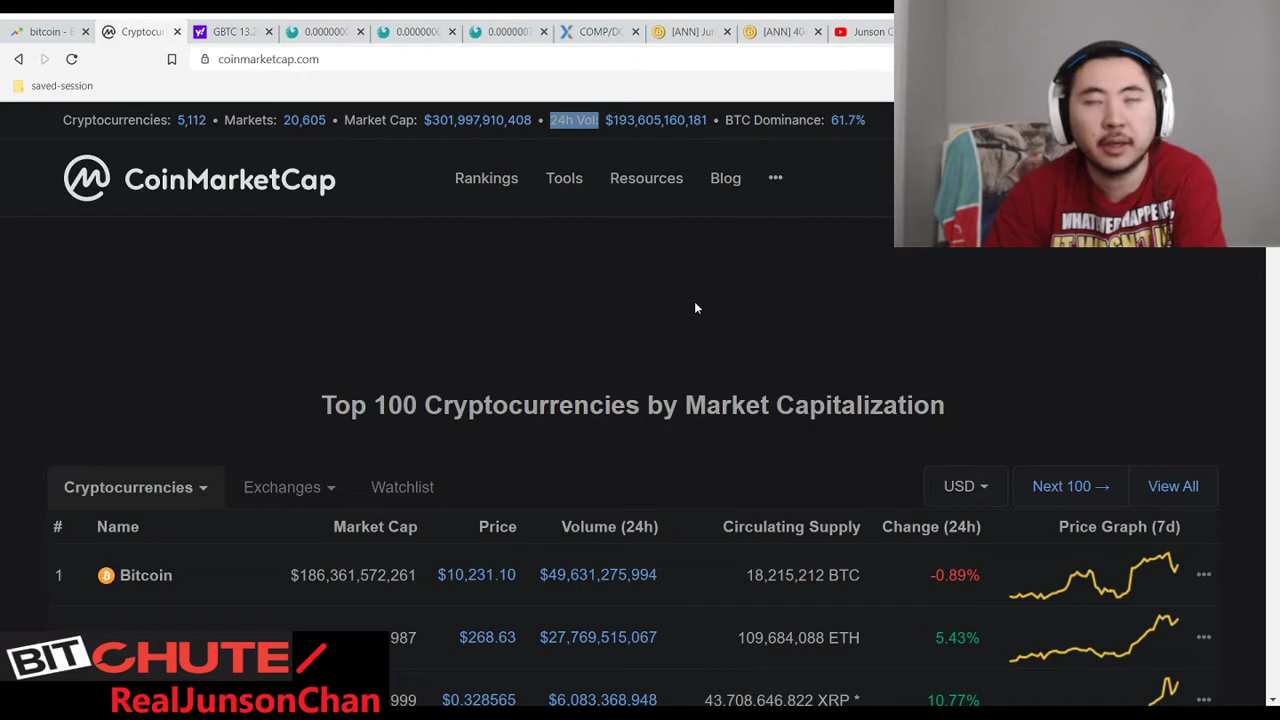 bitcoin - E
Cryptocur
GBTC 13.2
0.0000000
0.0000000
0.0000007
COMP/DC
[ANN] Jun
[ANN] 40
Junson C
coinmarketcap.com
saved-session
Cryptocurrencies: 5,112 • Markets: 20,605 • Market Cap: $301,997,910,408 • 24h Vol: $193,605,160,181 • BTC Dominance: 61.7%
CoinMarketCap
Rankings Tools Resources Blog •••
WHATEVER HAPPENED,
Top 100 Cryptocurrencies by Market Capitalization
Cryptocurrencies Exchanges Watchlist USD Next 100 → View All
# Name Market Cap Price Volume (24h) Circulating Supply Change (24h) Price Graph (7d)
1 Bitcoin $186,361,572,261 $10,231.10 $49,631,275,994 18,215,212 BTC -0.89%
987 $268.63 $27,769,515,067 109,684,088 ETH 5.43%
999 $0.328565 $6,083,368,948 43,708,646,822 XRP * 10.77%
BITCHUTE
RealJunsonChan